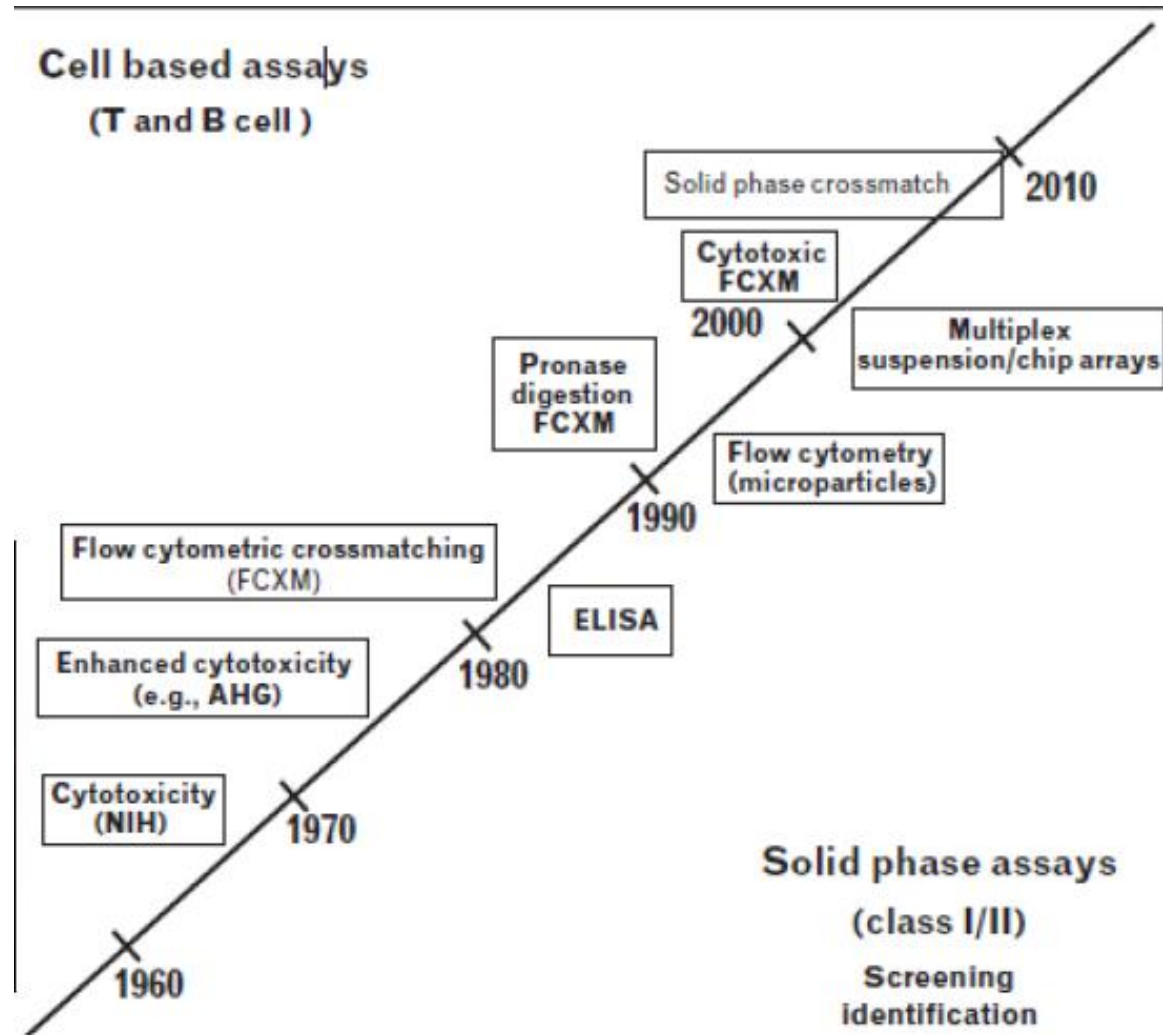 Cell based assays
(T and B cell )
Solid phase crossmatch
2010
Cytotoxic
FCXM
2000
Multiplex
suspension/chip arrays
Pronase
digestion
FCXM
Flow cytometry
(microparticles)
1990
Flow cytometric crossmatching
(FCXM)
ELISA
1980
Enhanced cytotoxicity
(e.g., AHG)
Cytotoxicity
(NIH)
1970
1960
Solid phase assays
(class I/II)
Screening
identification